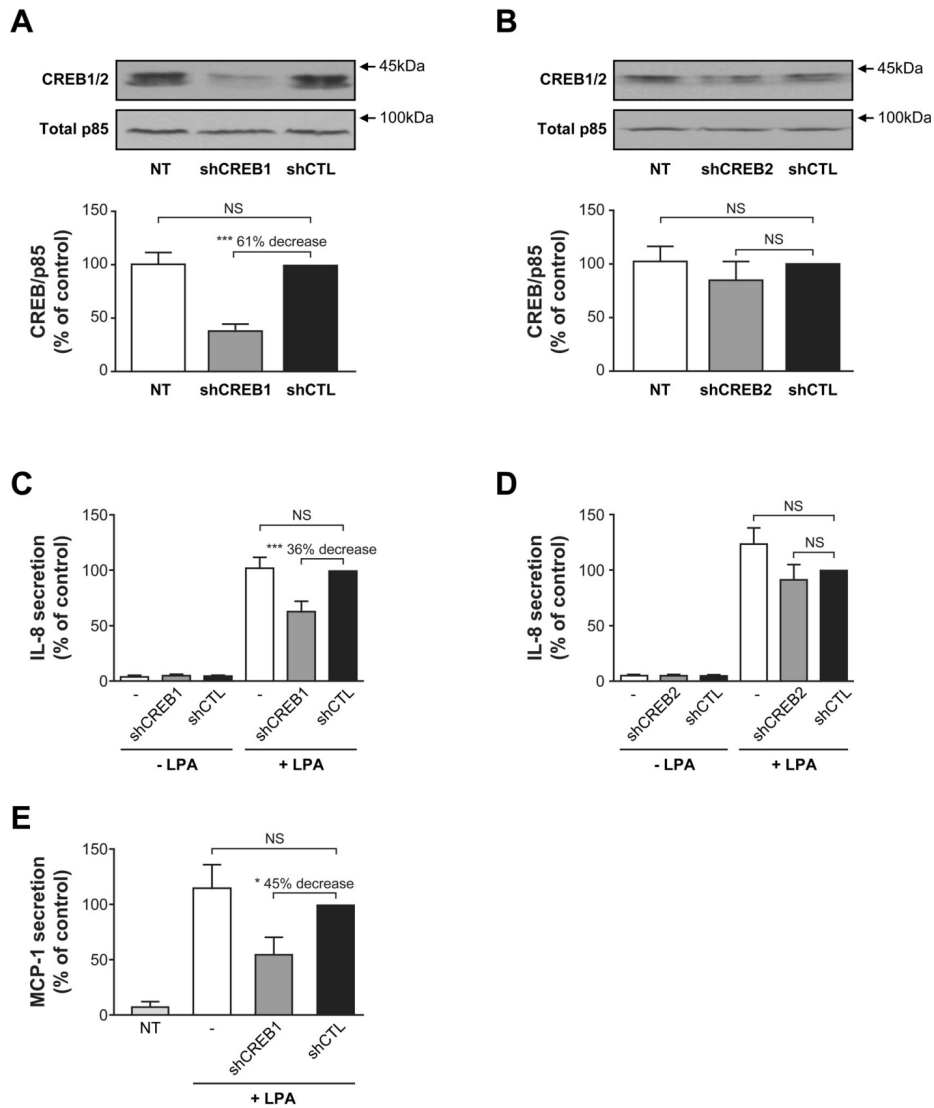 A
CREB1/2
← 45kDa
Total p85
← 100kDa
NT shCREB1 shCTL
CREB/p85
(% of control)
150
100
50
0
NS
*** 61% decrease
NT shCREB1 shCTL
B
CREB1/2
← 45kDa
Total p85
← 100kDa
NT shCREB2 shCTL
CREB/p85
(% of control)
150
100
50
0
NS
NS
NT shCREB2 shCTL
C
IL-8 secretion
(% of control)
150
100
50
0
NS
*** 36% decrease
- shCREB1 shCTL - shCREB1 shCTL
- LPA + LPA
D
IL-8 secretion
(% of control)
150
100
50
0
NS
NS
- shCREB2 shCTL - shCREB2 shCTL
- LPA + LPA
E
MCP-1 secretion
(% of control)
150
100
50
0
NS
* 45% decrease
NT - shCREB1 shCTL
+ LPA